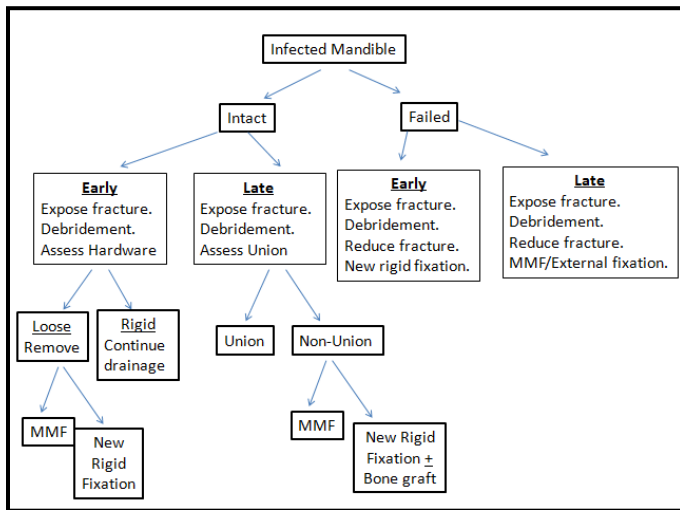 Infected Mandible
Intact
Failed
Early
Expose fracture.
Debridement.
Assess Hardware
Late
Expose fracture.
Debridement.
Assess Union
Early
Expose fracture.
Debridement.
Reduce fracture.
New rigid fixation.
Late
Expose fracture.
Debridement.
Reduce fracture.
MMF/External fixation.
Loose
Remove
Rigid
Continue
drainage
Union
Non-Union
MMF
New
Rigid
Fixation
MMF
New Rigid
Fixation +
Bone graft